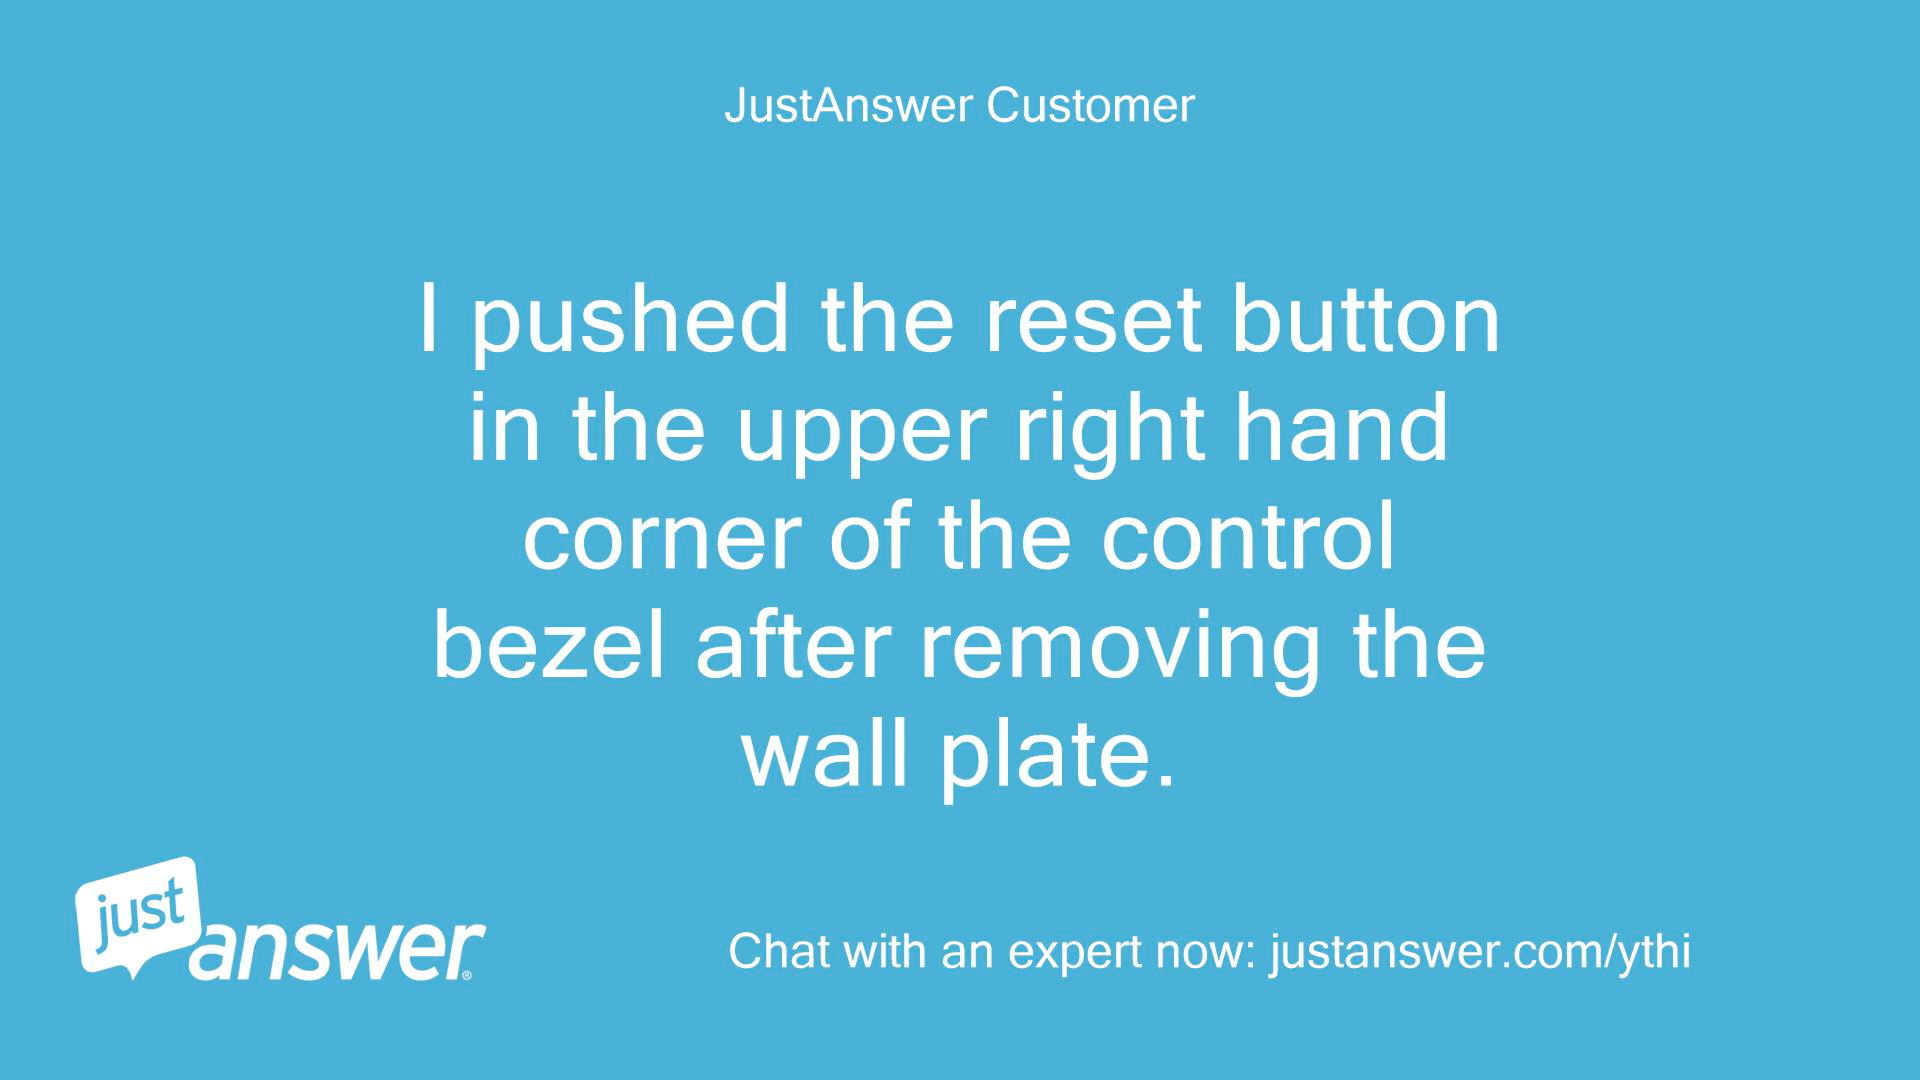 JustAnswer Customer
I pushed the reset button
in the upper right hand
corner of the control
bezel after removing the
wall plate.
just
answer®
Chat with an expert now: justanswer.com/ythi